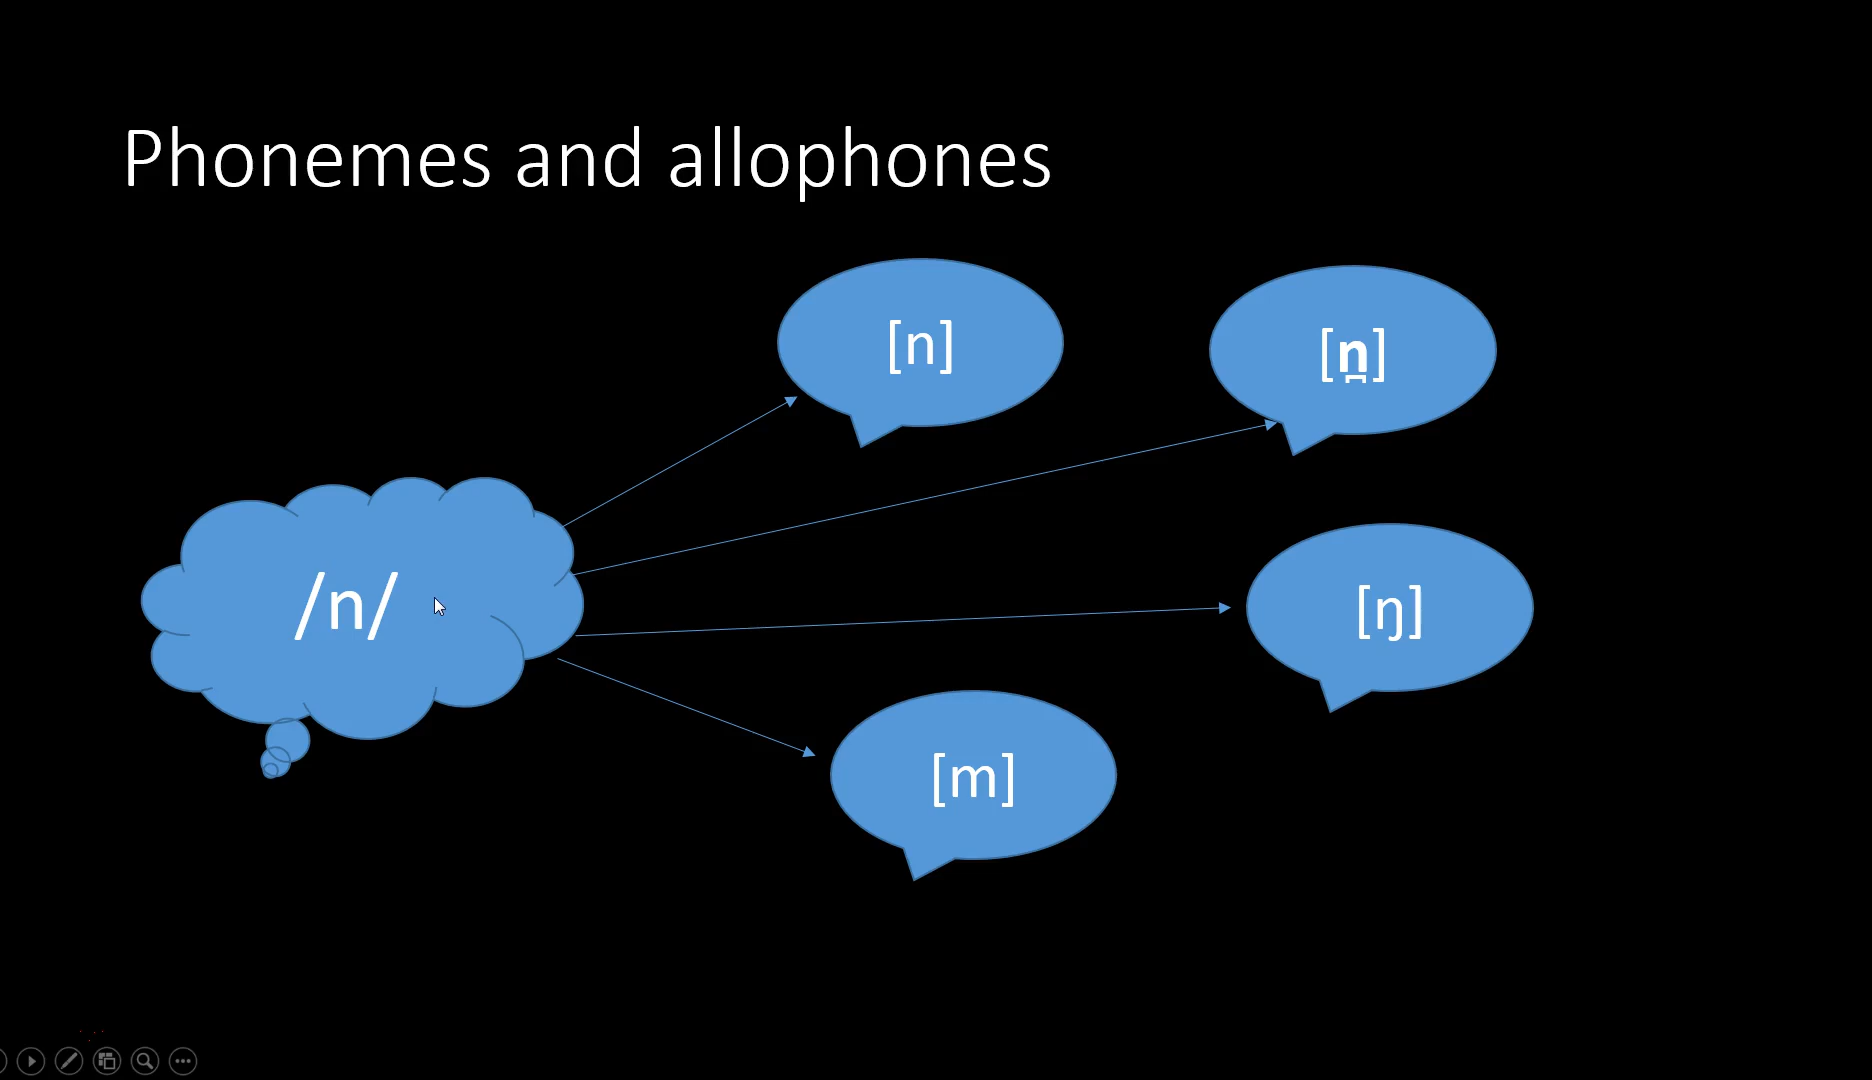 Phonemes and allophones
[n]
[n̪]
/n/
[ŋ]
[m]